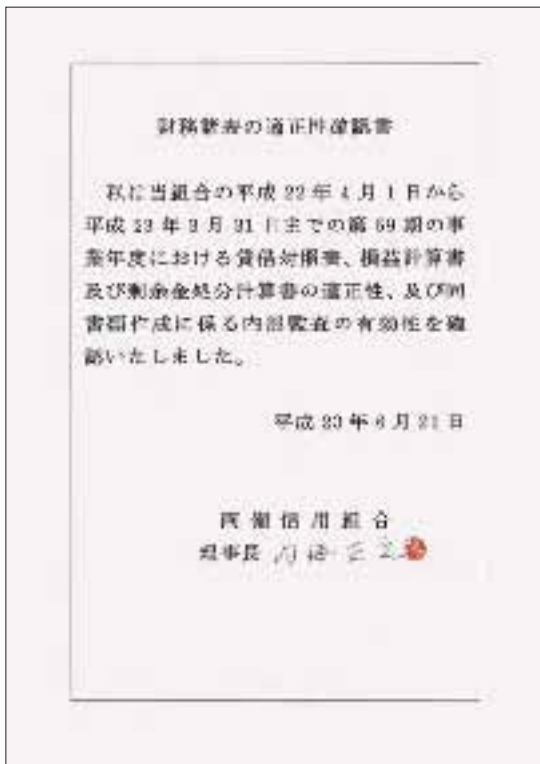 財務諸表の適正性確認書
私は当組合の平成22年4月1日から
平成23年3月31日までの第59期の事
業年度における貸借対照表、損益計算書
及び剰余金処分計算書の適正性、及び同
書類作成に係る内部監査の有効性を確
認いたしました。
平成23年6月21日
信用組合
理事長